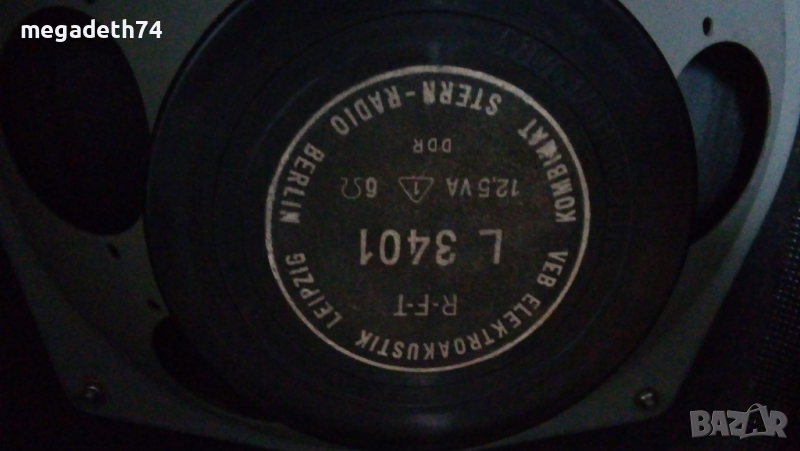 megadeth74
VEB ELEKTROAKUSTIK LEIPZIG
R·F·T
L 3401
12,5 VA 1 6Ω
DDR
KOMBINAT STERN-RADIO BERLIN
BAZAR